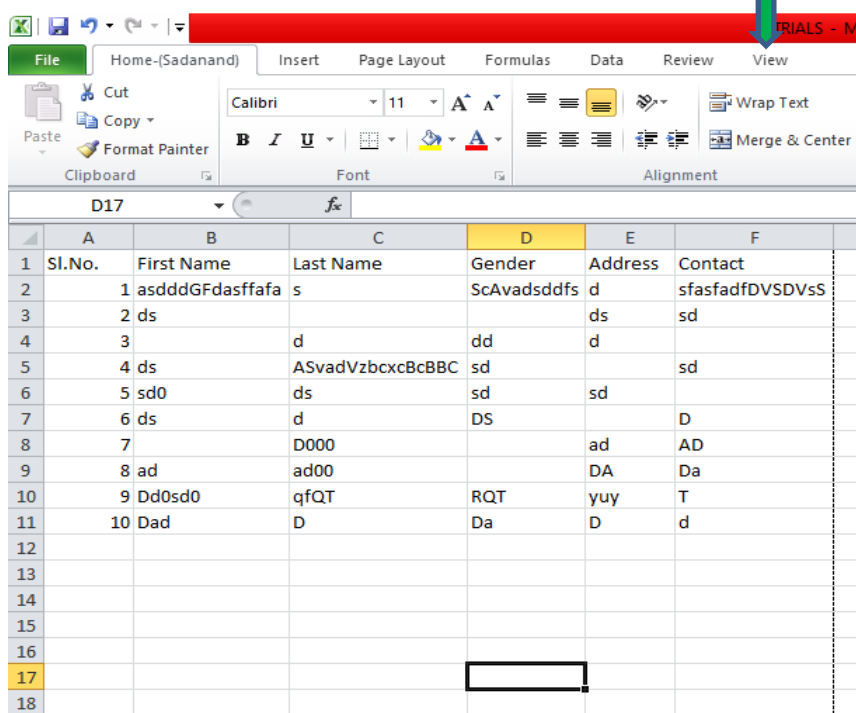 TRIALS - M
File Home-(Sadanand) Insert Page Layout Formulas Data Review View
Cut
Copy
Paste
Format Painter
Calibri 11 A A
Wrap Text
B I U A
Merge & Center
Clipboard Font Alignment
D17 fx
A B C D E F
1 Sl.No. First Name Last Name Gender Address Contact
2 1 asdddGFdasffafa s ScAvadsddfs d sfasfadfDVSDVsS
3 2 ds ds sd
4 3 d dd d
5 4 ds ASvadVzbcxcBcBBC sd sd
6 5 sd0 ds sd sd
7 6 ds d DS D
8 7 D000 ad AD
9 8 ad ad00 DA Da
10 9 Dd0sd0 qfQT RQT yuy T
11 10 Dad D Da D d
12
13
14
15
16
17
18